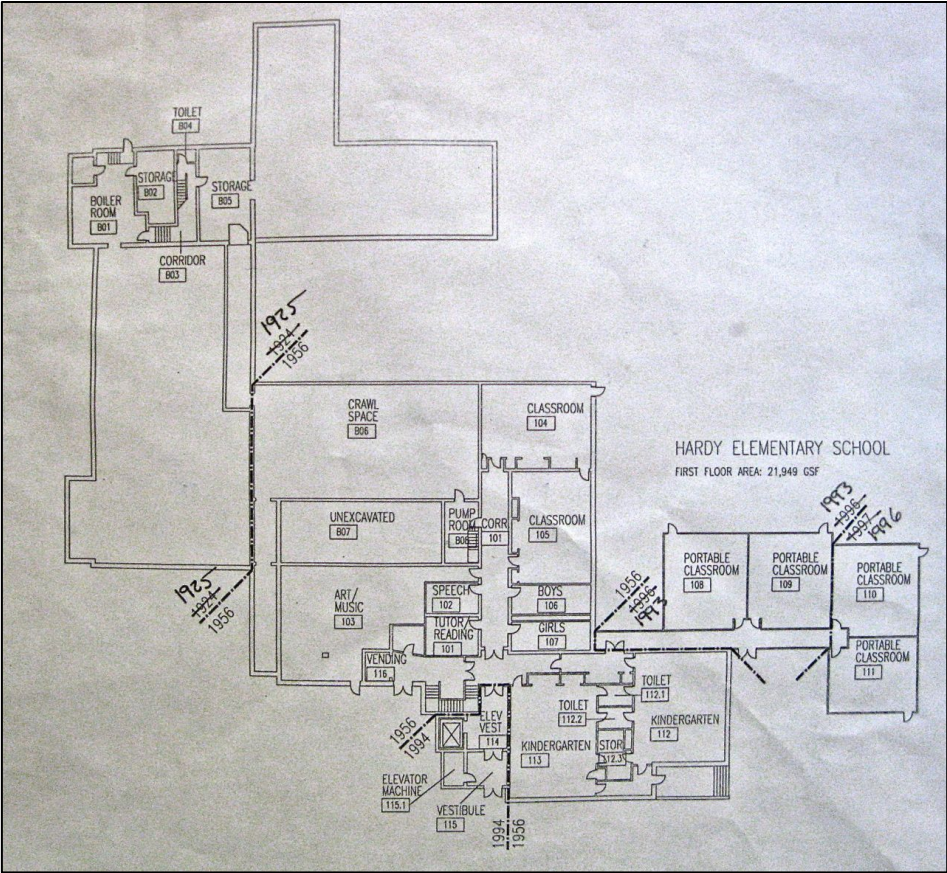 TOILET
B04
STORAGE
B02
STORAGE
B05
BOILER
ROOM
B01
CORRIDOR
B03
1925
1924
1956
CRAWL
SPACE
B06
CLASSROOM
104
HARDY ELEMENTARY SCHOOL
FIRST FLOOR AREA: 21,949 GSF
UNEXCAVATED
B07
PUMP
ROOM
B08
CORR
101
CLASSROOM
105
1993
1996
1997
1996
PORTABLE
CLASSROOM
108
PORTABLE
CLASSROOM
109
PORTABLE
CLASSROOM
110
PORTABLE
CLASSROOM
111
1925
1924
1956
ART/
MUSIC
103
SPEECH
102
TUTOR/
READING
101
BOYS
106
GIRLS
107
1956
1996
1993
VENDING
116
TOILET
112.1
TOILET
112.2
KINDERGARTEN
112
STOR
112.3
KINDERGARTEN
113
1956
1994
ELEV
VEST
114
ELEVATOR
MACHINE
115.1
VESTIBULE
115
1994
1956